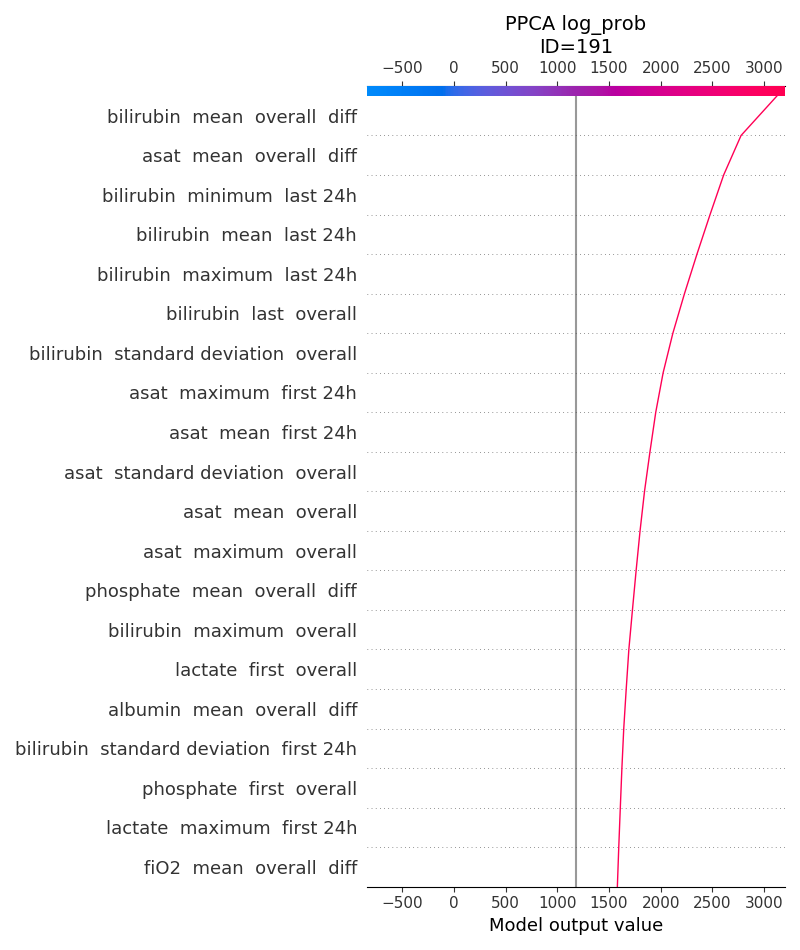 PPCA log_prob
ID=191
−500 0 500 1000 1500 2000 2500 3000
bilirubin mean overall diff
asat mean overall diff
bilirubin minimum last 24h
bilirubin mean last 24h
bilirubin maximum last 24h
bilirubin last overall
bilirubin standard deviation overall
asat maximum first 24h
asat mean first 24h
asat standard deviation overall
asat mean overall
asat maximum overall
phosphate mean overall diff
bilirubin maximum overall
lactate first overall
albumin mean overall diff
bilirubin standard deviation first 24h
phosphate first overall
lactate maximum first 24h
fiO2 mean overall diff
−500 0 500 1000 1500 2000 2500 3000
Model output value